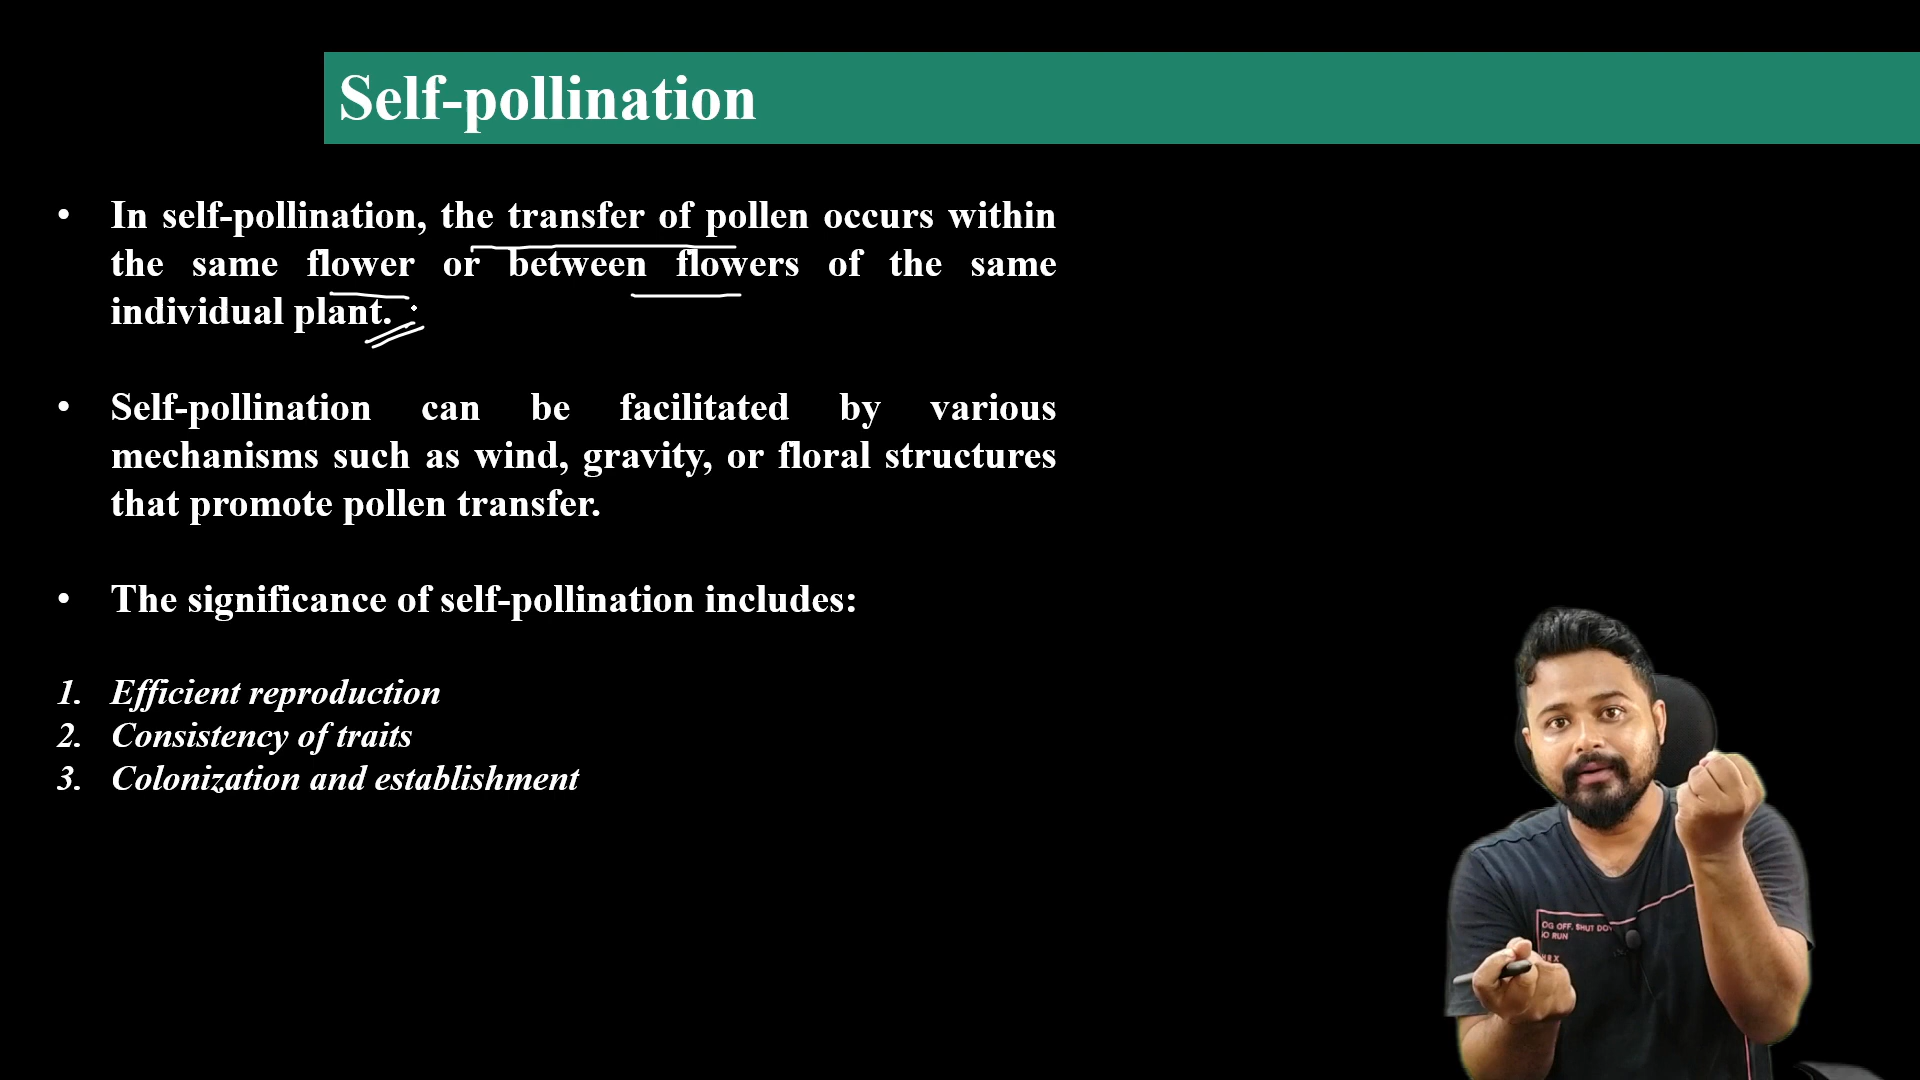 Self-pollination
• In self-pollination, the transfer of pollen occurs within
the same flower or between flowers of the same
individual plant.
• Self-pollination can be facilitated by various
mechanisms such as wind, gravity, or floral structures
that promote pollen transfer.
• The significance of self-pollination includes:
1. Efficient reproduction
2. Consistency of traits
3. Colonization and establishment
OFF. SHUT
RUN